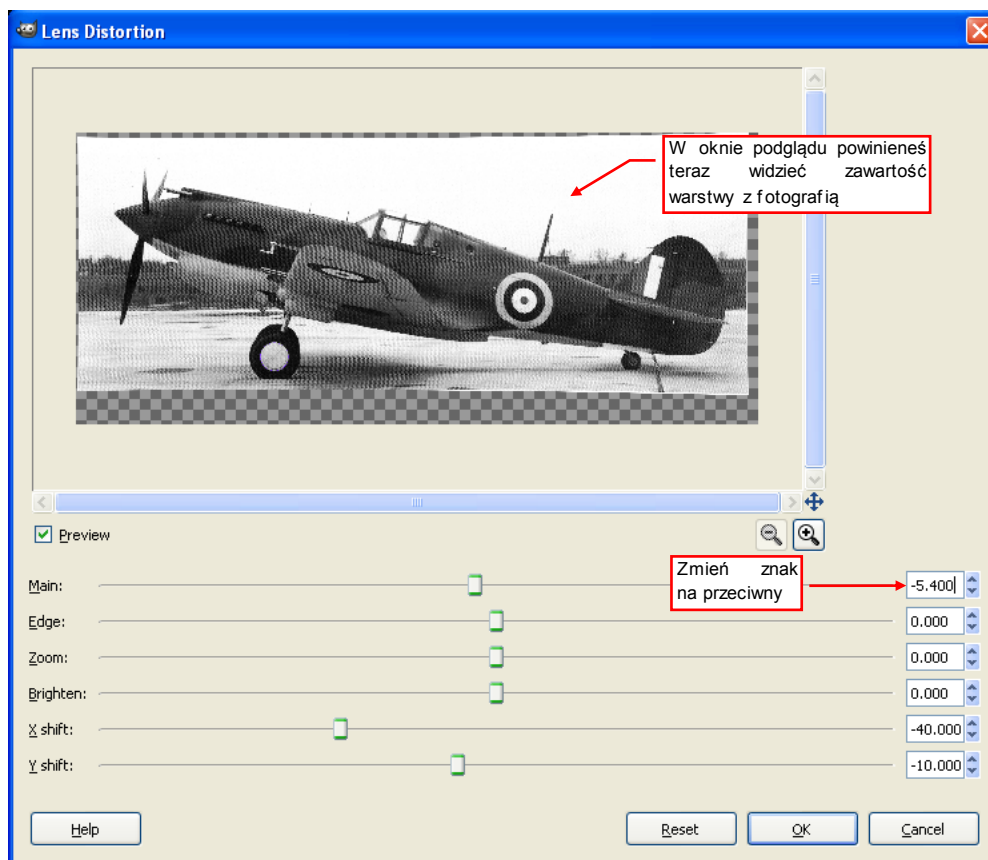 Lens Distortion
W oknie podglądu powinieneś
teraz widzieć zawartość
warstwy z fotografią
Preview
Zmień znak
na przeciwny
Main: -5.400
Edge: 0.000
Zoom: 0.000
Brighten: 0.000
X shift: -40.000
Y shift: -10.000
Help Reset OK Cancel